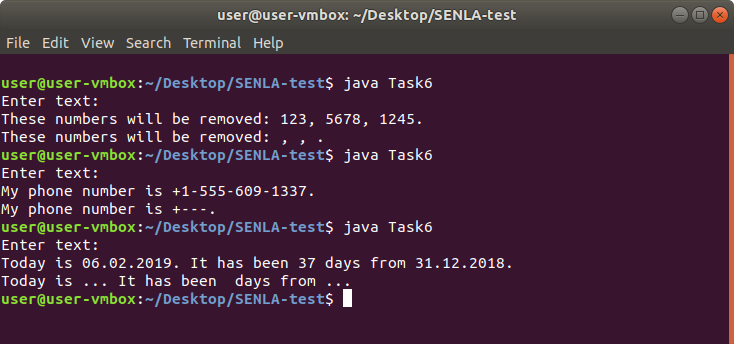 user@user-vmbox: ~/Desktop/SENLA-test
File Edit View Search Terminal Help
user@user-vmbox:~/Desktop/SENLA-test$ java Task6
Enter text:
These numbers will be removed: 123, 5678, 1245.
These numbers will be removed: , , .
user@user-vmbox:~/Desktop/SENLA-test$ java Task6
Enter text:
My phone number is +1-555-609-1337.
My phone number is +---.
user@user-vmbox:~/Desktop/SENLA-test$ java Task6
Enter text:
Today is 06.02.2019. It has been 37 days from 31.12.2018.
Today is ... It has been  days from ...
user@user-vmbox:~/Desktop/SENLA-test$